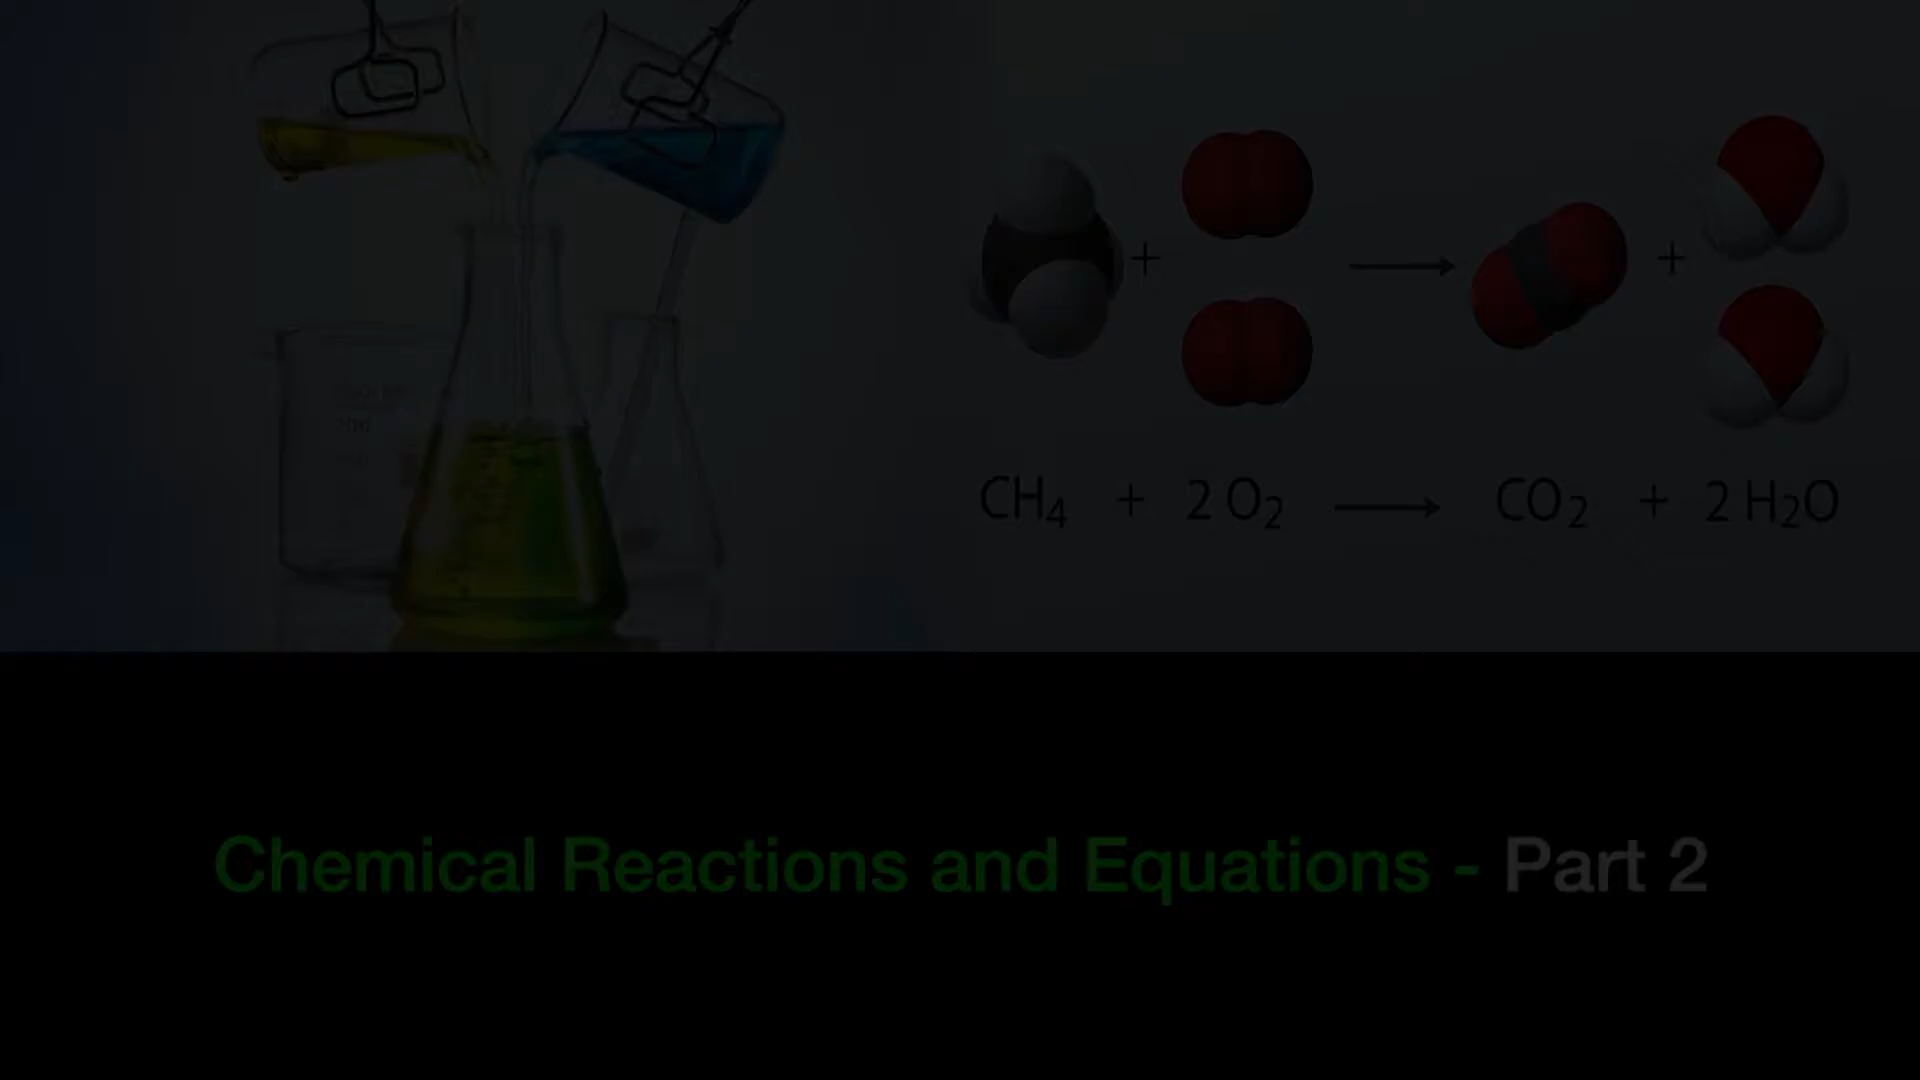 + +
CH₄ + 2 O₂ ⟶ CO₂ + 2 H₂O
Chemical Reactions and Equations - Part 2